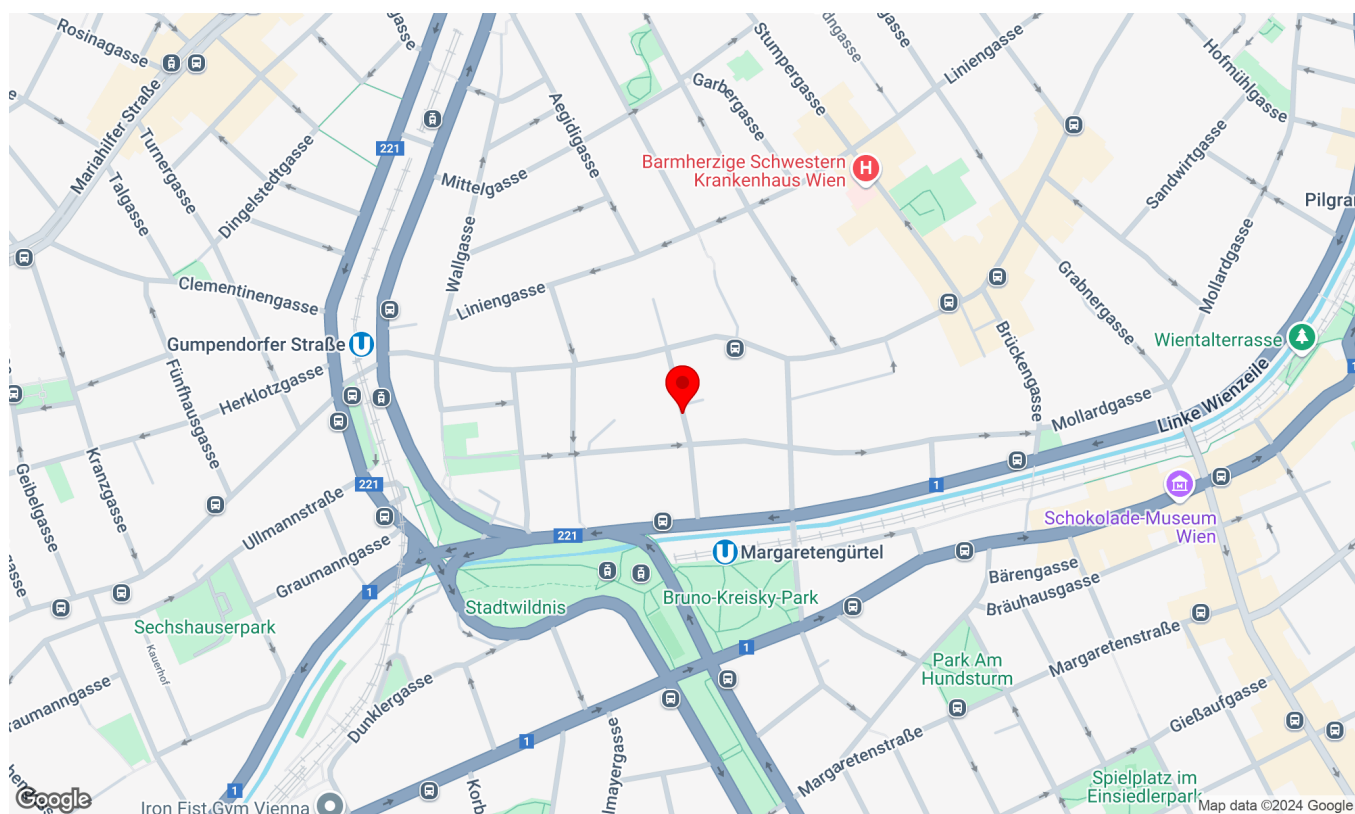 Rosinagasse
Mariahilfer Straße
Turnergasse
Talgasse
Dingelstedtgasse
221
Mittelgasse
Aegidigasse
Garbergasse
Stumpergasse
Liniengasse
Hofmühlgasse
Barmherzige Schwestern
Krankenhaus Wien
H
Sandwirtgasse
Mollardgasse
Wallgasse
Clementinengasse
Liniengasse
Grabnergasse
Gumpendorfer Straße
U
Wientalterrasse
Brückengasse
Fünfhausgasse
Herklotzgasse
Mollardgasse
Linke Wienzeile
Kranzgasse
Geibelgasse
221
1
Ullmannstraße
Schokolade-Museum
Wien
221
U
Margaretengürtel
Graumanngasse
1
Bärengasse
Bräuhausgasse
Stadtwildnis
Bruno-Kreisky-Park
Sechshauserpark
Kauerhof
1
Margaretenstraße
Park Am
Hundsturm
Gießaufgasse
Dunklergasse
1
Margaretenstraße
1
Spielplatz im
Einsiedlerpark
Google
Iron Fist Gym Vienna
Map data ©2024 Google